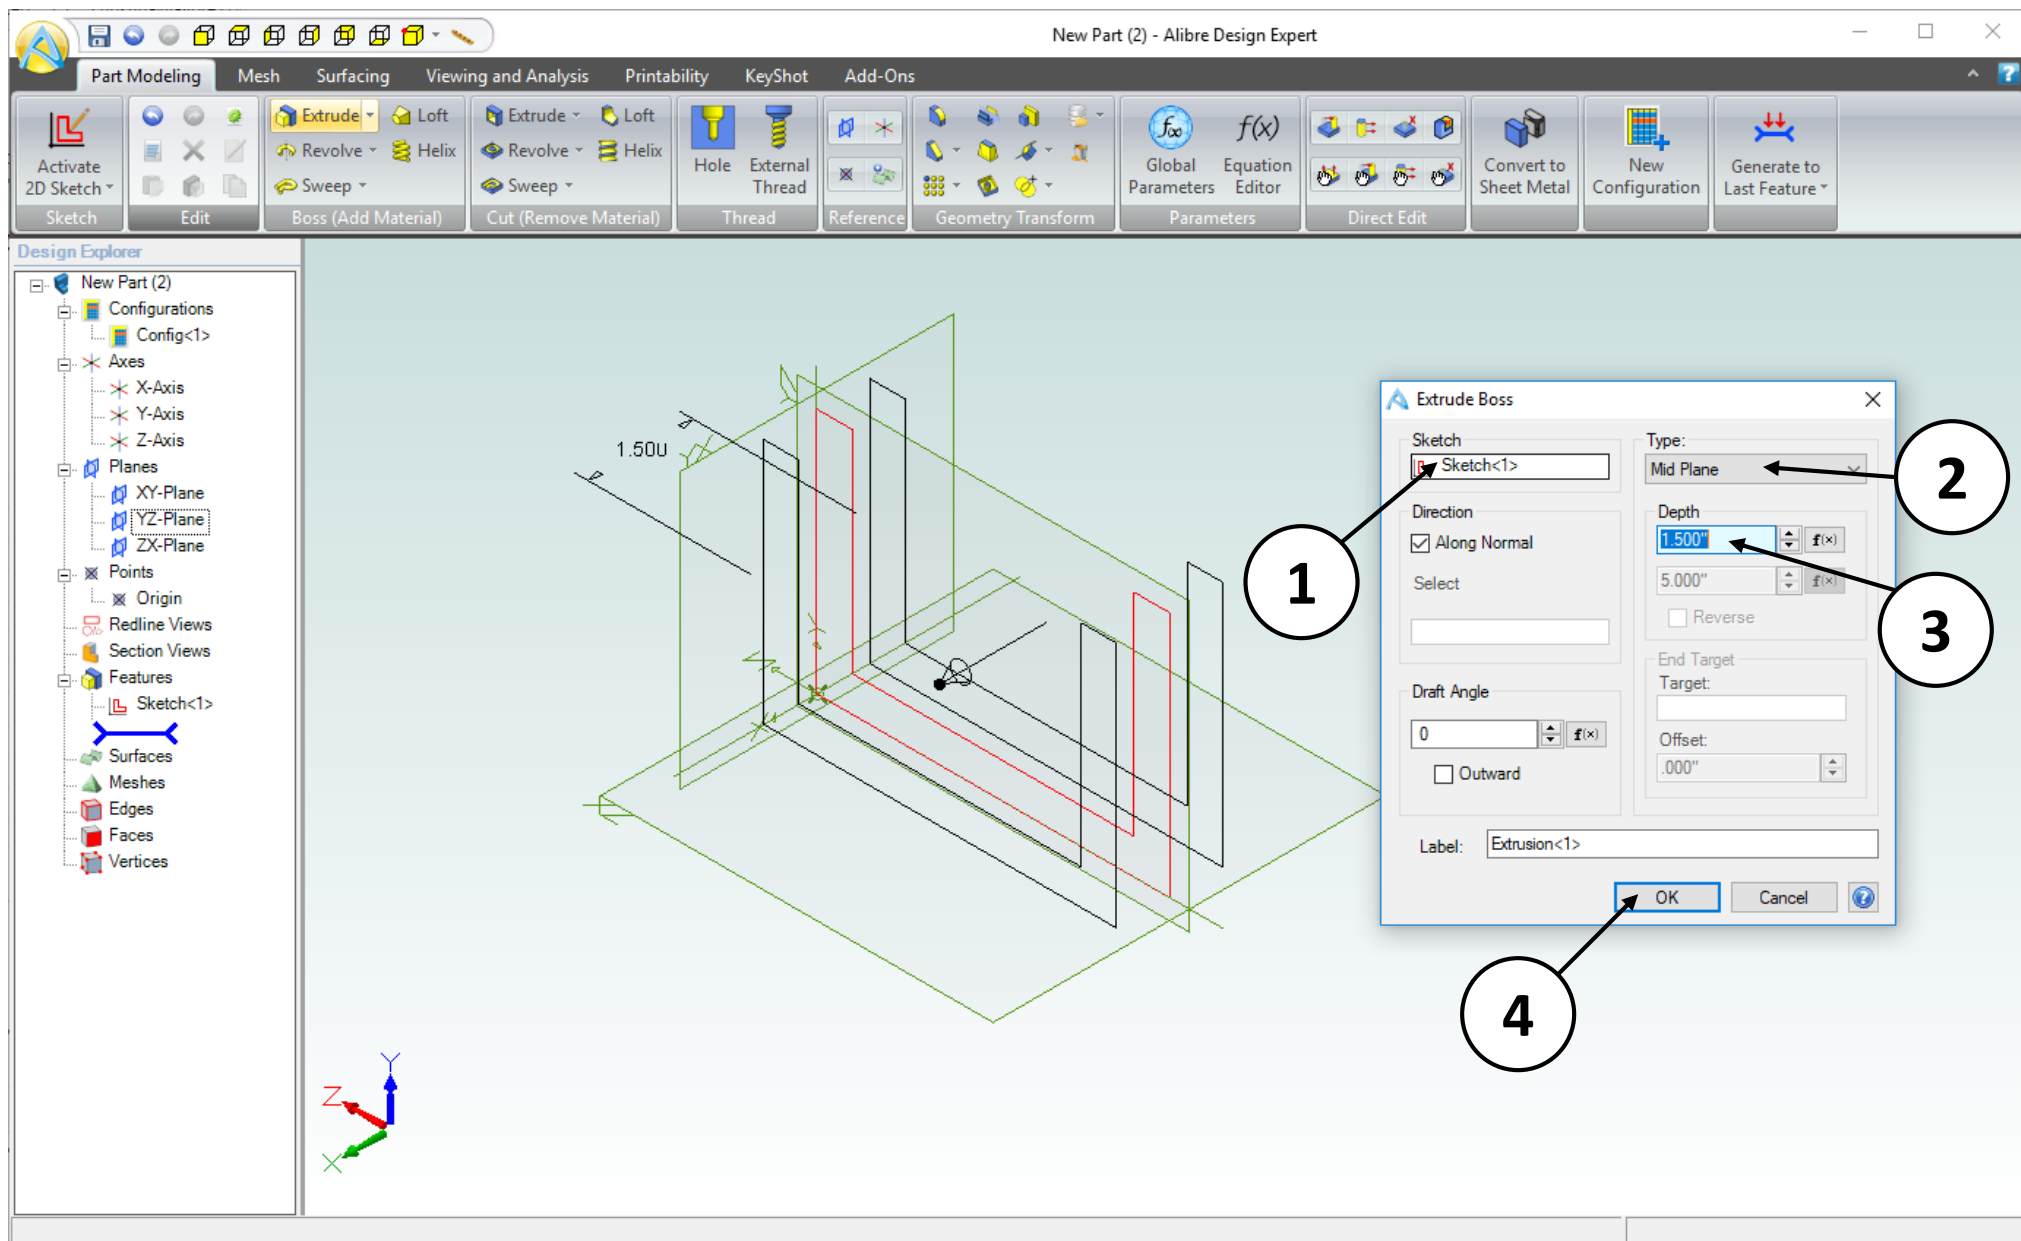 New Part (2) - Alibre Design Expert
Part Modeling Mesh Surfacing Viewing and Analysis Printability KeyShot Add-Ons
Activate 2D Sketch
Sketch
Edit
Extrude Loft
Revolve Helix
Sweep
Boss (Add Material)
Extrude Loft
Revolve Helix
Sweep
Cut (Remove Material)
Hole
External Thread
Thread
Reference
Geometry Transform
Global Parameters
f(x)
Equation Editor
Parameters
Direct Edit
Convert to Sheet Metal
New Configuration
Generate to Last Feature
Design Explorer
New Part (2)
Configurations
Config<1>
Axes
X-Axis
Y-Axis
Z-Axis
Planes
XY-Plane
YZ-Plane
ZX-Plane
Points
Origin
Redline Views
Section Views
Features
Sketch<1>
Surfaces
Meshes
Edges
Faces
Vertices
1.50U
Z
Y
X
Extrude Boss
Sketch
Sketch<1>
Type:
Mid Plane
Direction
Along Normal
Select
Depth
1.500" f(x)
5.000" f(x)
Reverse
Draft Angle
0 f(x)
Outward
End Target
Target:
Offset:
.000"
Label: Extrusion<1>
OK Cancel
1
2
3
4